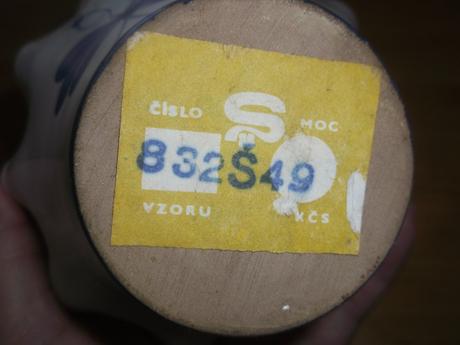 Š
ČÍSLO MOC
832Š49
VZORU KČS